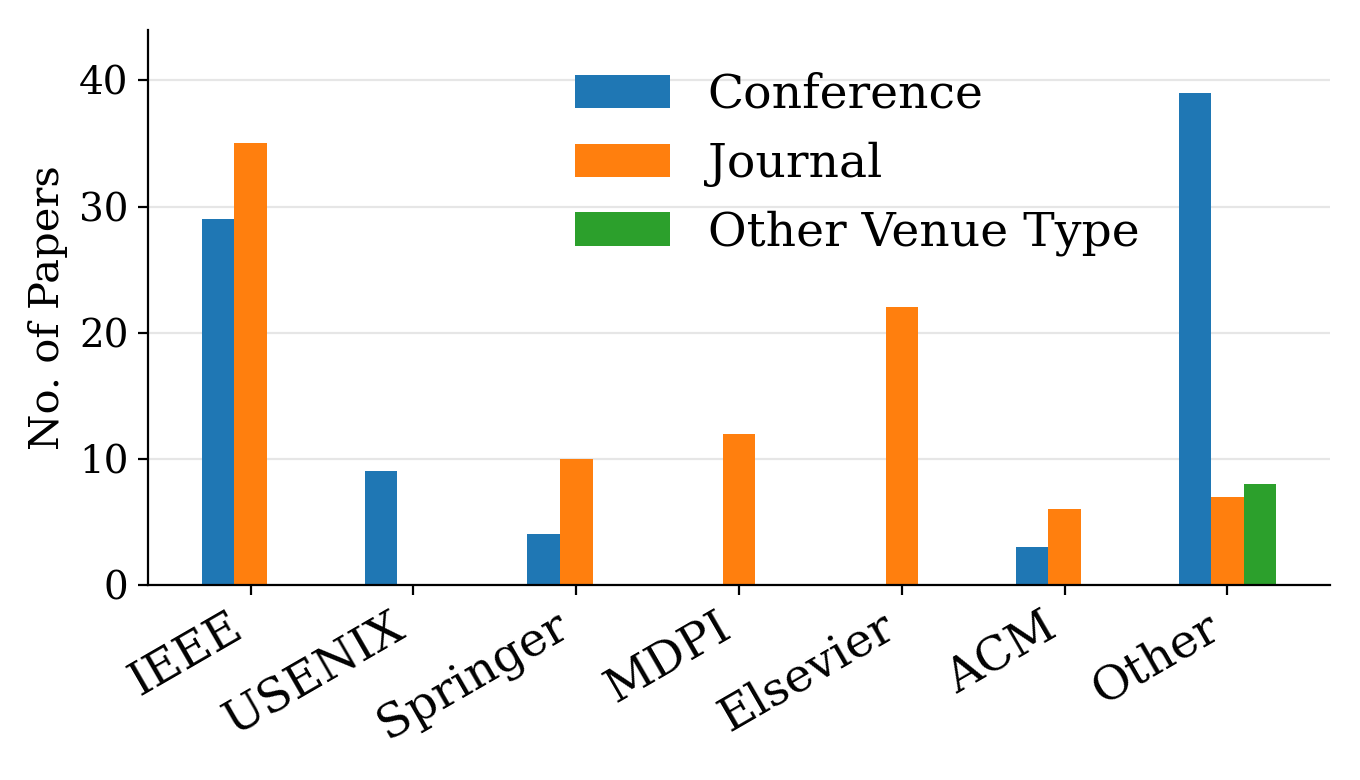 No. of Papers
40
30
20
10
0
Conference
Journal
Other Venue Type
IEEE
USENIX
Springer
MDPI
Elsevier
ACM
Other